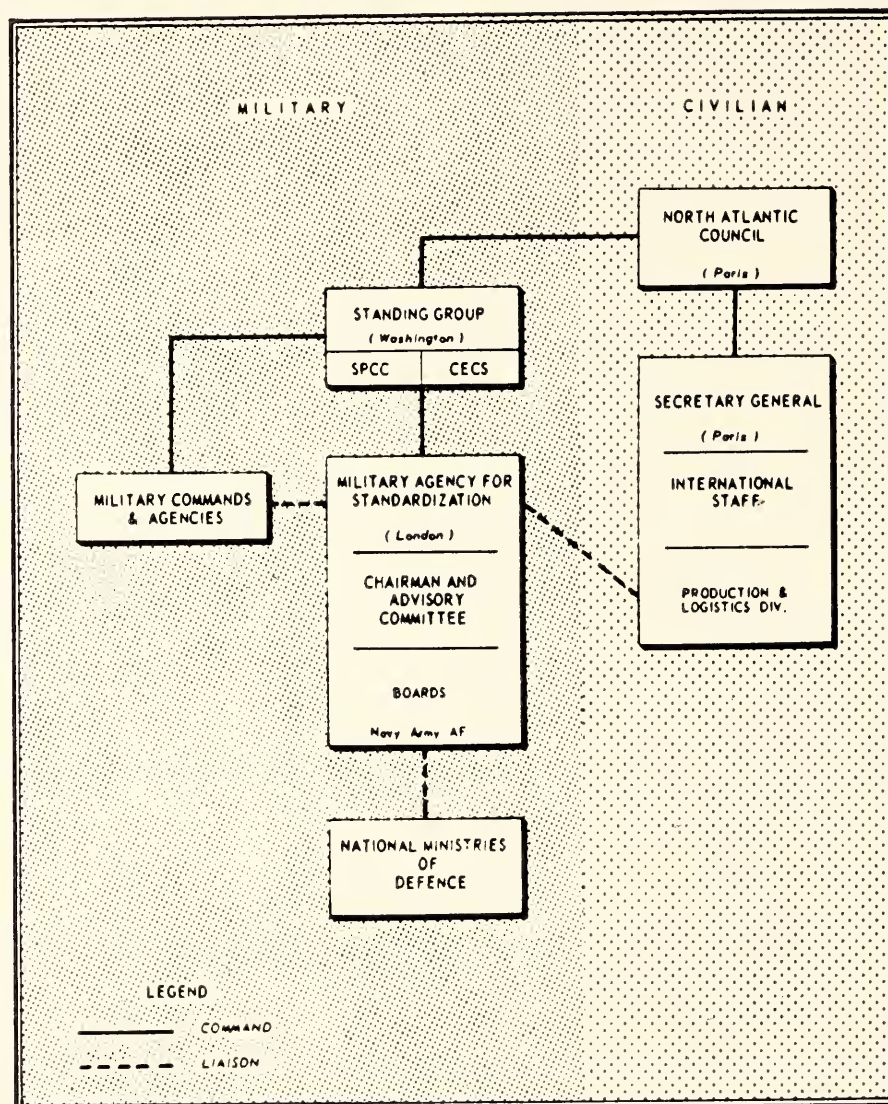 MILITARY
CIVILIAN
NORTH ATLANTIC
COUNCIL
(Paris)
STANDING GROUP
(Washington)
SPCC CECS
SECRETARY GENERAL
(Paris)
INTERNATIONAL
STAFF
PRODUCTION &
LOGISTICS DIV.
MILITARY COMMANDS
& AGENCIES
MILITARY AGENCY FOR
STANDARDIZATION
(London)
CHAIRMAN AND
ADVISORY
COMMITTEE
BOARDS
Navy Army AF
NATIONAL MINISTRIES
OF
DEFENCE
LEGEND
COMMAND
LIAISON